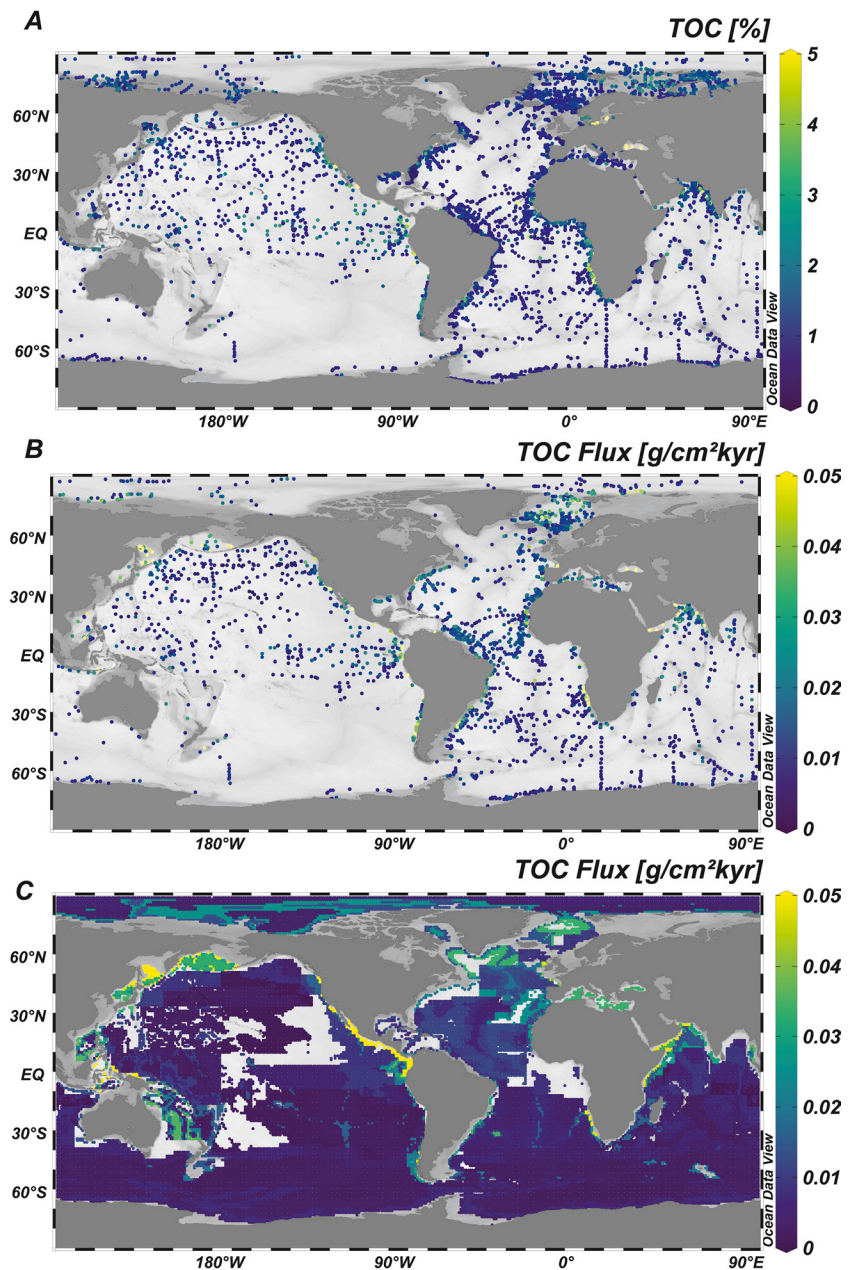 A
TOC [%]
60°N
30°N
EQ
30°S
60°S
180°W
90°W
0°
90°E
Ocean Data View
5
4
3
2
1
0
B
TOC Flux [g/cm²kyr]
60°N
30°N
EQ
30°S
60°S
180°W
90°W
0°
90°E
Ocean Data View
0.05
0.04
0.03
0.02
0.01
0
C
TOC Flux [g/cm²kyr]
60°N
30°N
EQ
30°S
60°S
180°W
90°W
0°
90°E
Ocean Data View
0.05
0.04
0.03
0.02
0.01
0